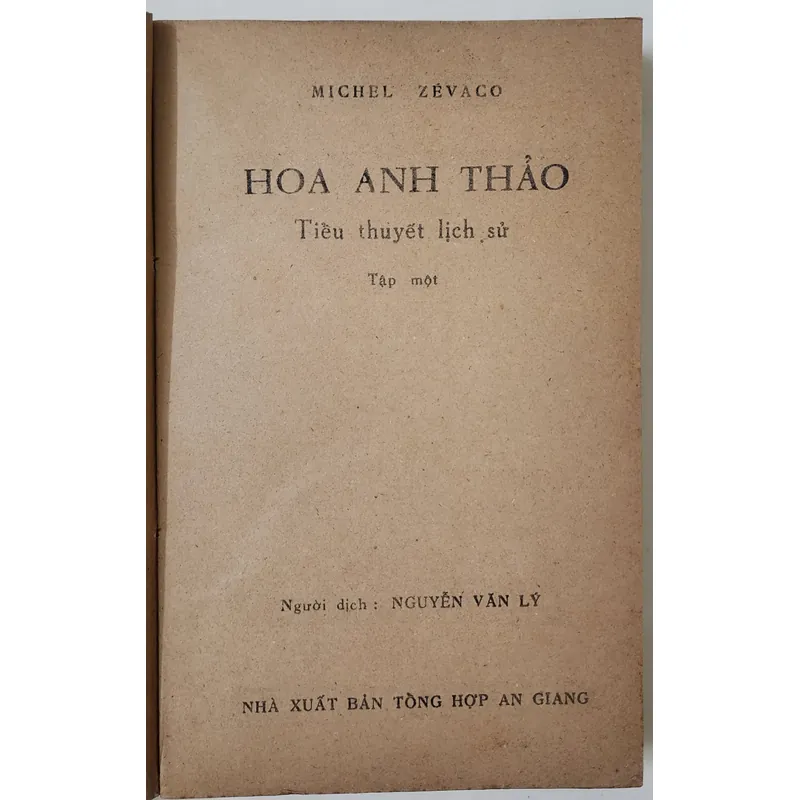 MICHEL ZÉVACO
HOA ANH THẢO
Tiểu thuyết lịch sử
Tập một
Người dịch : NGUYỄN VĂN LÝ
NHÀ XUẤT BẢN TỔNG HỢP AN GIANG